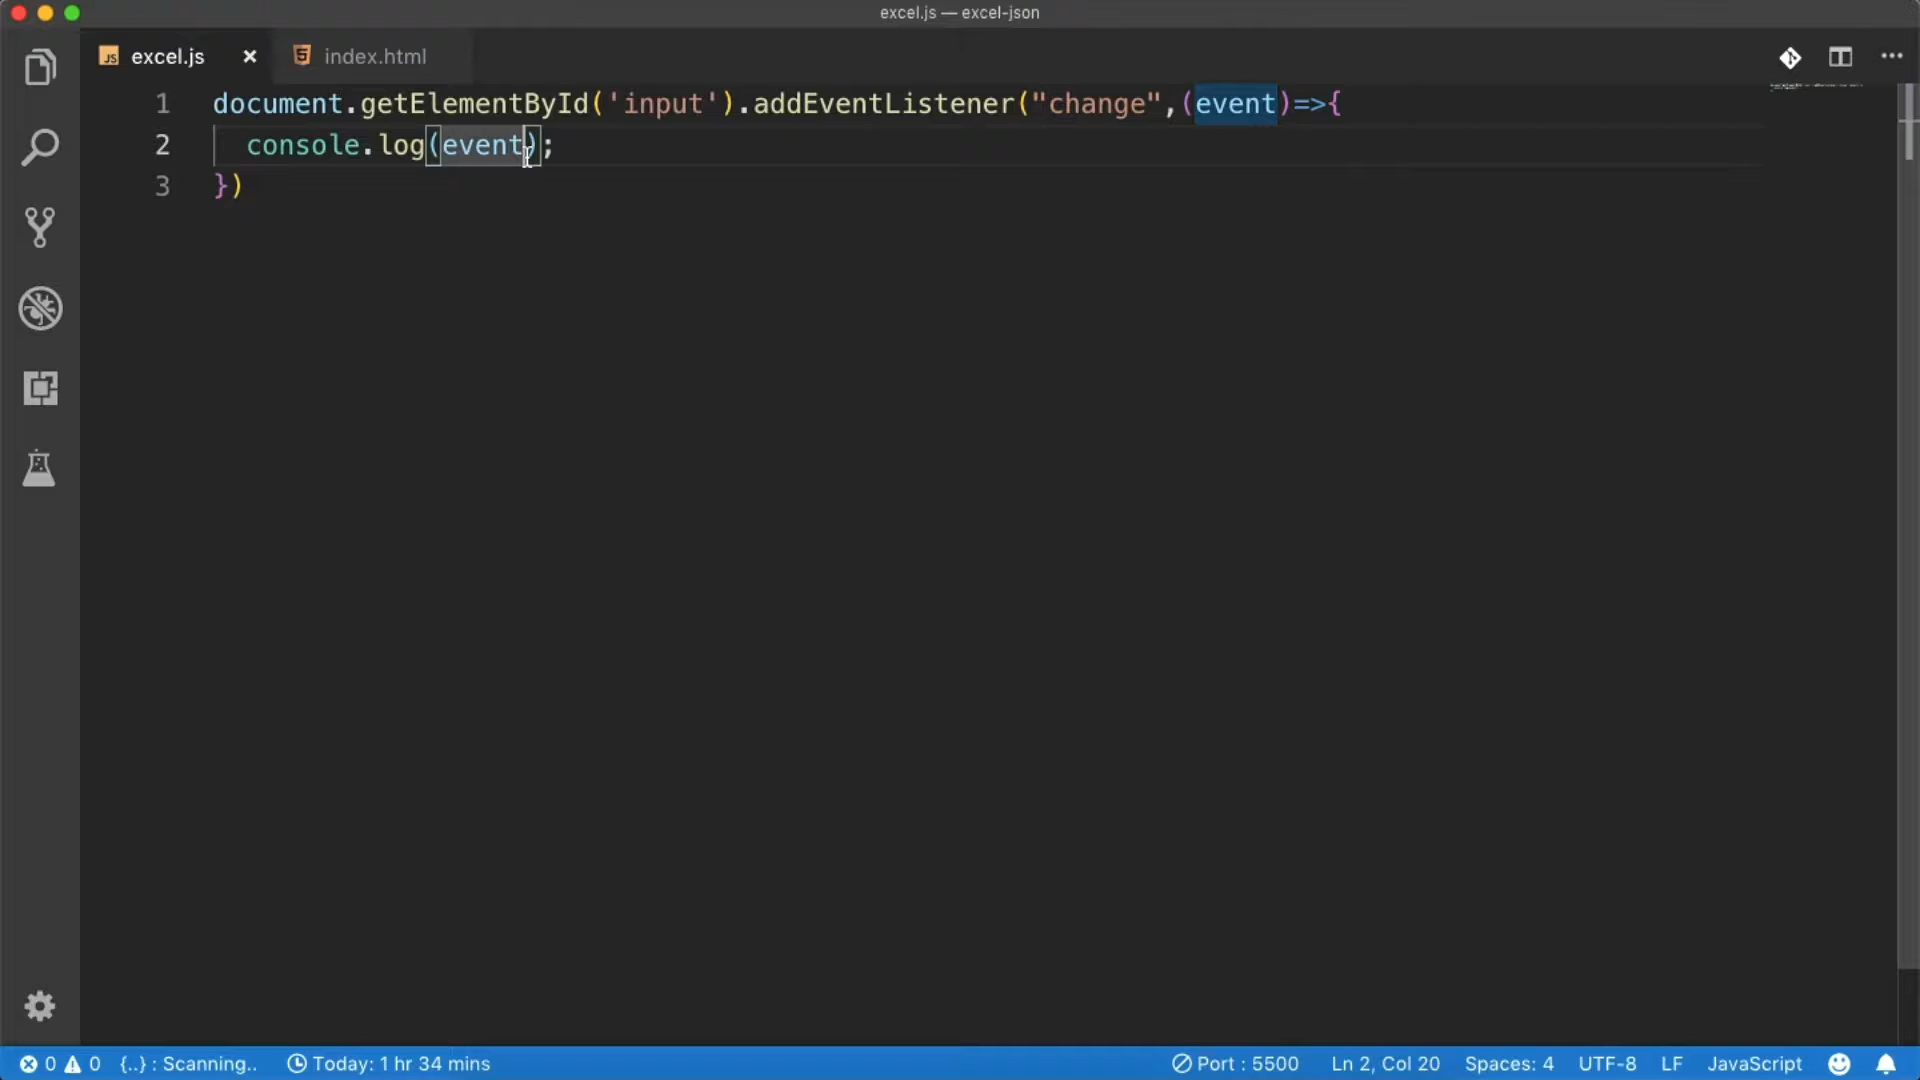 excel.js — excel-json
JS excel.js × 5 index.html ...
1 document.getElementById('input').addEventListener("change",(event)=>{
2 console.log(event);
3 })
0 0 {..} : Scanning.. Today: 1 hr 34 mins Port : 5500 Ln 2, Col 20 Spaces: 4 UTF-8 LF JavaScript